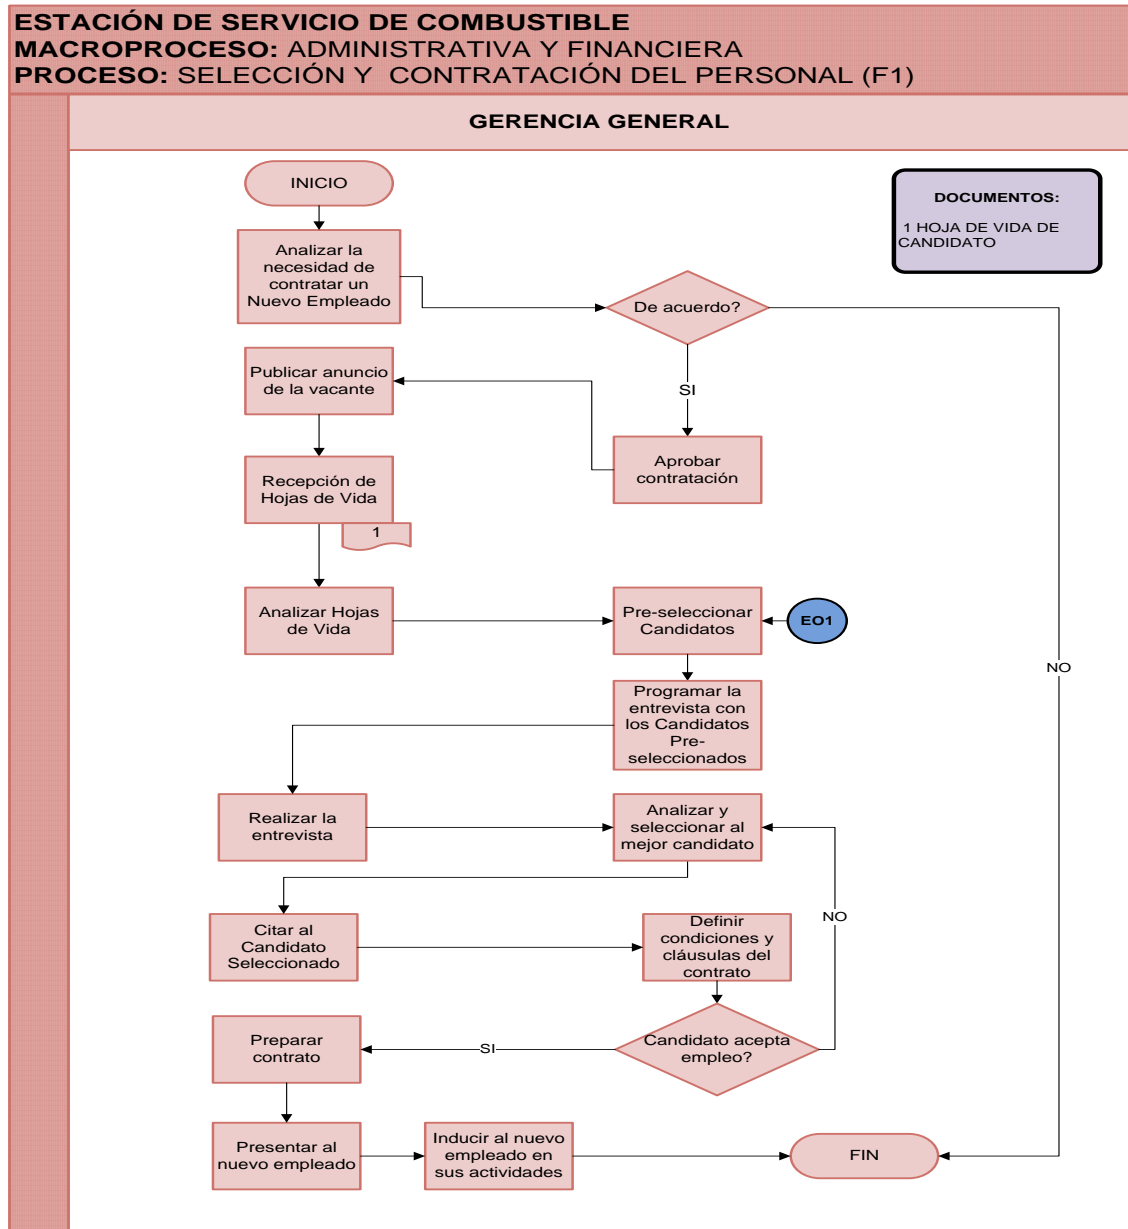 ESTACIÓN DE SERVICIO DE COMBUSTIBLE
MACROPROCESO: ADMINISTRATIVA Y FINANCIERA
PROCESO: SELECCIÓN Y CONTRATACIÓN DEL PERSONAL (F1)
GERENCIA GENERAL
INICIO
DOCUMENTOS:
1 HOJA DE VIDA DE
CANDIDATO
Analizar la
necesidad de
contratar un
Nuevo Empleado
De acuerdo?
SI
NO
Aprobar
contratación
Publicar anuncio
de la vacante
Recepción de
Hojas de Vida
1
Analizar Hojas
de Vida
Pre-seleccionar
Candidatos
EO1
Programar la
entrevista con
los Candidatos
Pre-
seleccionados
Realizar la
entrevista
Analizar y
seleccionar al
mejor candidato
Citar al
Candidato
Seleccionado
Definir
condiciones y
cláusulas del
contrato
NO
Candidato acepta
empleo?
SI
Preparar
contrato
Presentar al
nuevo empleado
Inducir al nuevo
empleado en
sus actividades
FIN